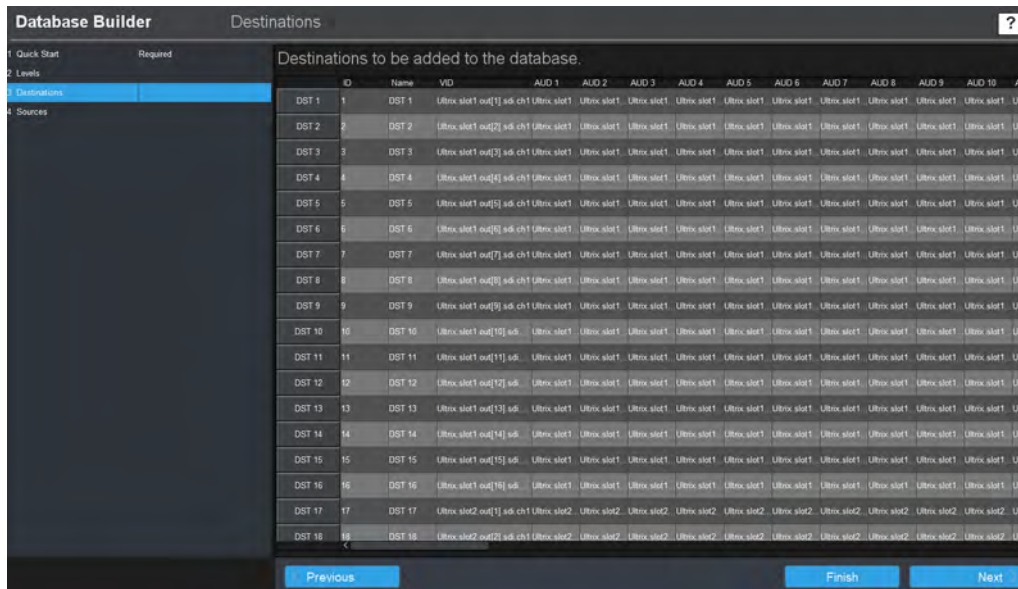 Database Builder Destinations ?
1 Quick Start Required
2 Levels
3 Destinations
4 Sources
Destinations to be added to the database.
ID Name VID AUD 1 AUD 2 AUD 3 AUD 4 AUD 5 AUD 6 AUD 7 AUD 8 AUD 9 AUD 10
DST 1 1 DST 1 Ultrix.slot1.out[1].sdi.ch1 Ultrix.slot1... Ultrix.slot1... Ultrix.slot1... Ultrix.slot1... Ultrix.slot1... Ultrix.slot1... Ultrix.slot1... Ultrix.slot1... Ultrix.slot1... Ultrix.slot1... U
DST 2 2 DST 2 Ultrix.slot1.out[2].sdi.ch1 Ultrix.slot1... Ultrix.slot1... Ultrix.slot1... Ultrix.slot1... Ultrix.slot1... Ultrix.slot1... Ultrix.slot1... Ultrix.slot1... Ultrix.slot1... Ultrix.slot1... U
DST 3 3 DST 3 Ultrix.slot1.out[3].sdi.ch1 Ultrix.slot1... Ultrix.slot1... Ultrix.slot1... Ultrix.slot1... Ultrix.slot1... Ultrix.slot1... Ultrix.slot1... Ultrix.slot1... Ultrix.slot1... Ultrix.slot1... U
DST 4 4 DST 4 Ultrix.slot1.out[4].sdi.ch1 Ultrix.slot1... Ultrix.slot1... Ultrix.slot1... Ultrix.slot1... Ultrix.slot1... Ultrix.slot1... Ultrix.slot1... Ultrix.slot1... Ultrix.slot1... Ultrix.slot1... U
DST 5 5 DST 5 Ultrix.slot1.out[5].sdi.ch1 Ultrix.slot1... Ultrix.slot1... Ultrix.slot1... Ultrix.slot1... Ultrix.slot1... Ultrix.slot1... Ultrix.slot1... Ultrix.slot1... Ultrix.slot1... Ultrix.slot1... U
DST 6 6 DST 6 Ultrix.slot1.out[6].sdi.ch1 Ultrix.slot1... Ultrix.slot1... Ultrix.slot1... Ultrix.slot1... Ultrix.slot1... Ultrix.slot1... Ultrix.slot1... Ultrix.slot1... Ultrix.slot1... Ultrix.slot1... U
DST 7 7 DST 7 Ultrix.slot1.out[7].sdi.ch1 Ultrix.slot1... Ultrix.slot1... Ultrix.slot1... Ultrix.slot1... Ultrix.slot1... Ultrix.slot1... Ultrix.slot1... Ultrix.slot1... Ultrix.slot1... Ultrix.slot1... U
DST 8 8 DST 8 Ultrix.slot1.out[8].sdi.ch1 Ultrix.slot1... Ultrix.slot1... Ultrix.slot1... Ultrix.slot1... Ultrix.slot1... Ultrix.slot1... Ultrix.slot1... Ultrix.slot1... Ultrix.slot1... Ultrix.slot1... U
DST 9 9 DST 9 Ultrix.slot1.out[9].sdi.ch1 Ultrix.slot1... Ultrix.slot1... Ultrix.slot1... Ultrix.slot1... Ultrix.slot1... Ultrix.slot1... Ultrix.slot1... Ultrix.slot1... Ultrix.slot1... Ultrix.slot1... U
DST 10 10 DST 10 Ultrix.slot1.out[10].sdi... Ultrix.slot1... Ultrix.slot1... Ultrix.slot1... Ultrix.slot1... Ultrix.slot1... Ultrix.slot1... Ultrix.slot1... Ultrix.slot1... Ultrix.slot1... Ultrix.slot1... U
DST 11 11 DST 11 Ultrix.slot1.out[11].sdi... Ultrix.slot1... Ultrix.slot1... Ultrix.slot1... Ultrix.slot1... Ultrix.slot1... Ultrix.slot1... Ultrix.slot1... Ultrix.slot1... Ultrix.slot1... Ultrix.slot1... U
DST 12 12 DST 12 Ultrix.slot1.out[12].sdi... Ultrix.slot1... Ultrix.slot1... Ultrix.slot1... Ultrix.slot1... Ultrix.slot1... Ultrix.slot1... Ultrix.slot1... Ultrix.slot1... Ultrix.slot1... Ultrix.slot1... U
DST 13 13 DST 13 Ultrix.slot1.out[13].sdi... Ultrix.slot1... Ultrix.slot1... Ultrix.slot1... Ultrix.slot1... Ultrix.slot1... Ultrix.slot1... Ultrix.slot1... Ultrix.slot1... Ultrix.slot1... Ultrix.slot1... U
DST 14 14 DST 14 Ultrix.slot1.out[14].sdi... Ultrix.slot1... Ultrix.slot1... Ultrix.slot1... Ultrix.slot1... Ultrix.slot1... Ultrix.slot1... Ultrix.slot1... Ultrix.slot1... Ultrix.slot1... Ultrix.slot1... U
DST 15 15 DST 15 Ultrix.slot1.out[15].sdi... Ultrix.slot1... Ultrix.slot1... Ultrix.slot1... Ultrix.slot1... Ultrix.slot1... Ultrix.slot1... Ultrix.slot1... Ultrix.slot1... Ultrix.slot1... Ultrix.slot1... U
DST 16 16 DST 16 Ultrix.slot1.out[16].sdi... Ultrix.slot1... Ultrix.slot1... Ultrix.slot1... Ultrix.slot1... Ultrix.slot1... Ultrix.slot1... Ultrix.slot1... Ultrix.slot1... Ultrix.slot1... Ultrix.slot1... U
DST 17 17 DST 17 Ultrix.slot2.out[1].sdi.ch1 Ultrix.slot2... Ultrix.slot2... Ultrix.slot2... Ultrix.slot2... Ultrix.slot2... Ultrix.slot2... Ultrix.slot2... Ultrix.slot2... Ultrix.slot2... Ultrix.slot2... U
DST 18 18 DST 18 Ultrix.slot2.out[2].sdi.ch1 Ultrix.slot2... Ultrix.slot2... Ultrix.slot2... Ultrix.slot2... Ultrix.slot2... Ultrix.slot2... Ultrix.slot2... Ultrix.slot2... Ultrix.slot2... Ultrix.slot2... U
Previous Finish Next